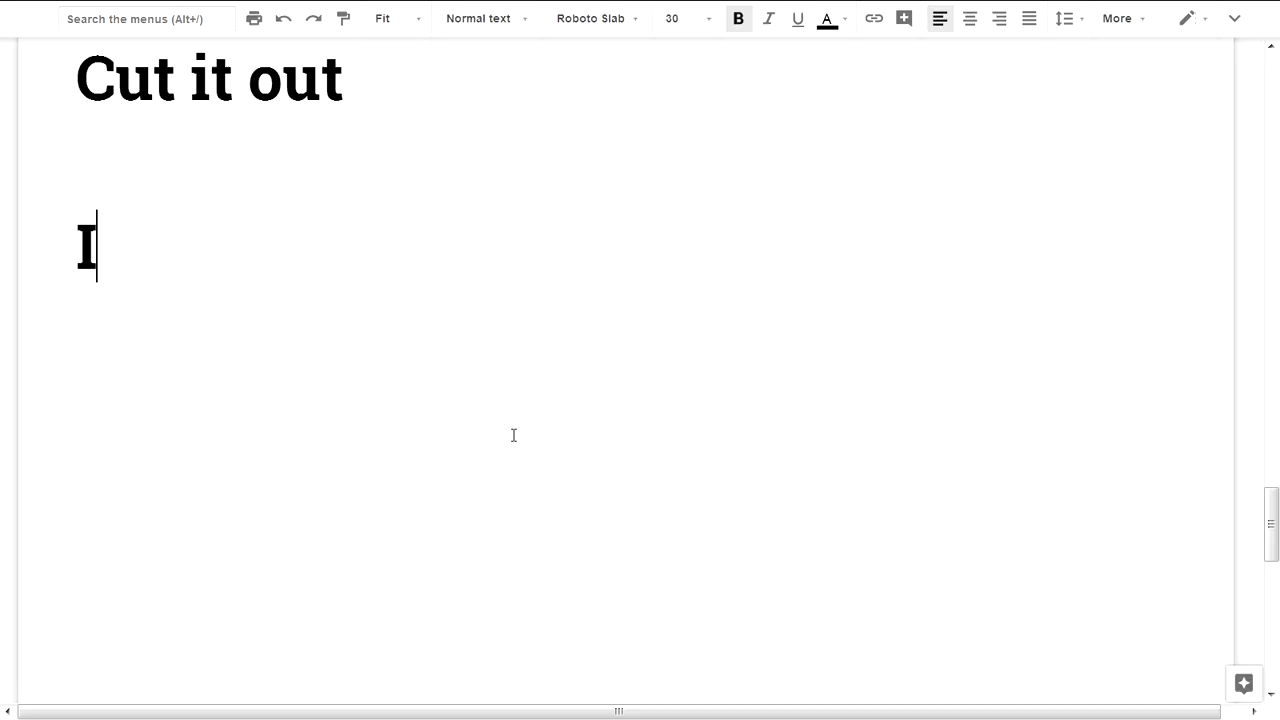 Search the menus (Alt+/) Fit Normal text Roboto Slab 30 B I U A More
Cut it out
I